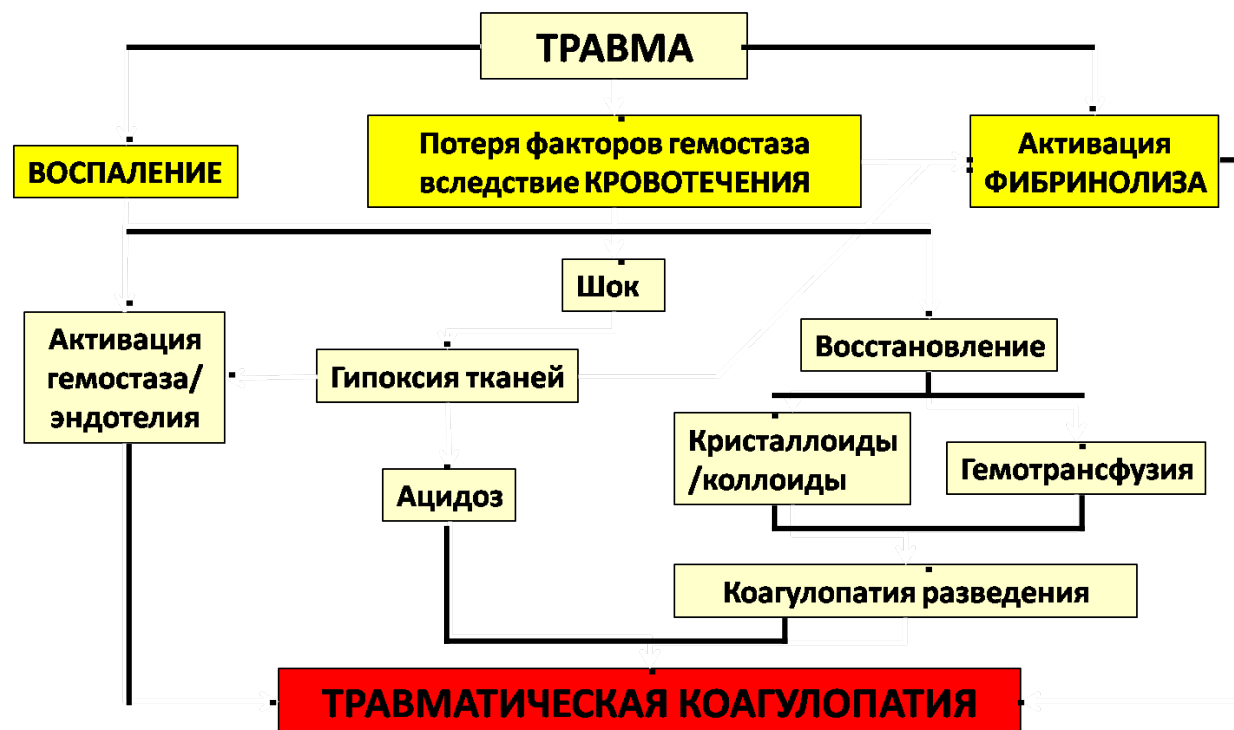 ТРАВМА
ВОСПАЛЕНИЕ
Потеря факторов гемостаза
вследствие КРОВОТЕЧЕНИЯ
Активация
ФИБРИНОЛИЗА
Шок
Активация
гемостаза/
эндотелия
Гипоксия тканей
Восстановление
Ацидоз
Кристаллоиды
/коллоиды
Гемотрансфузия
Коагулопатия разведения
ТРАВМАТИЧЕСКАЯ КОАГУЛОПАТИЯ